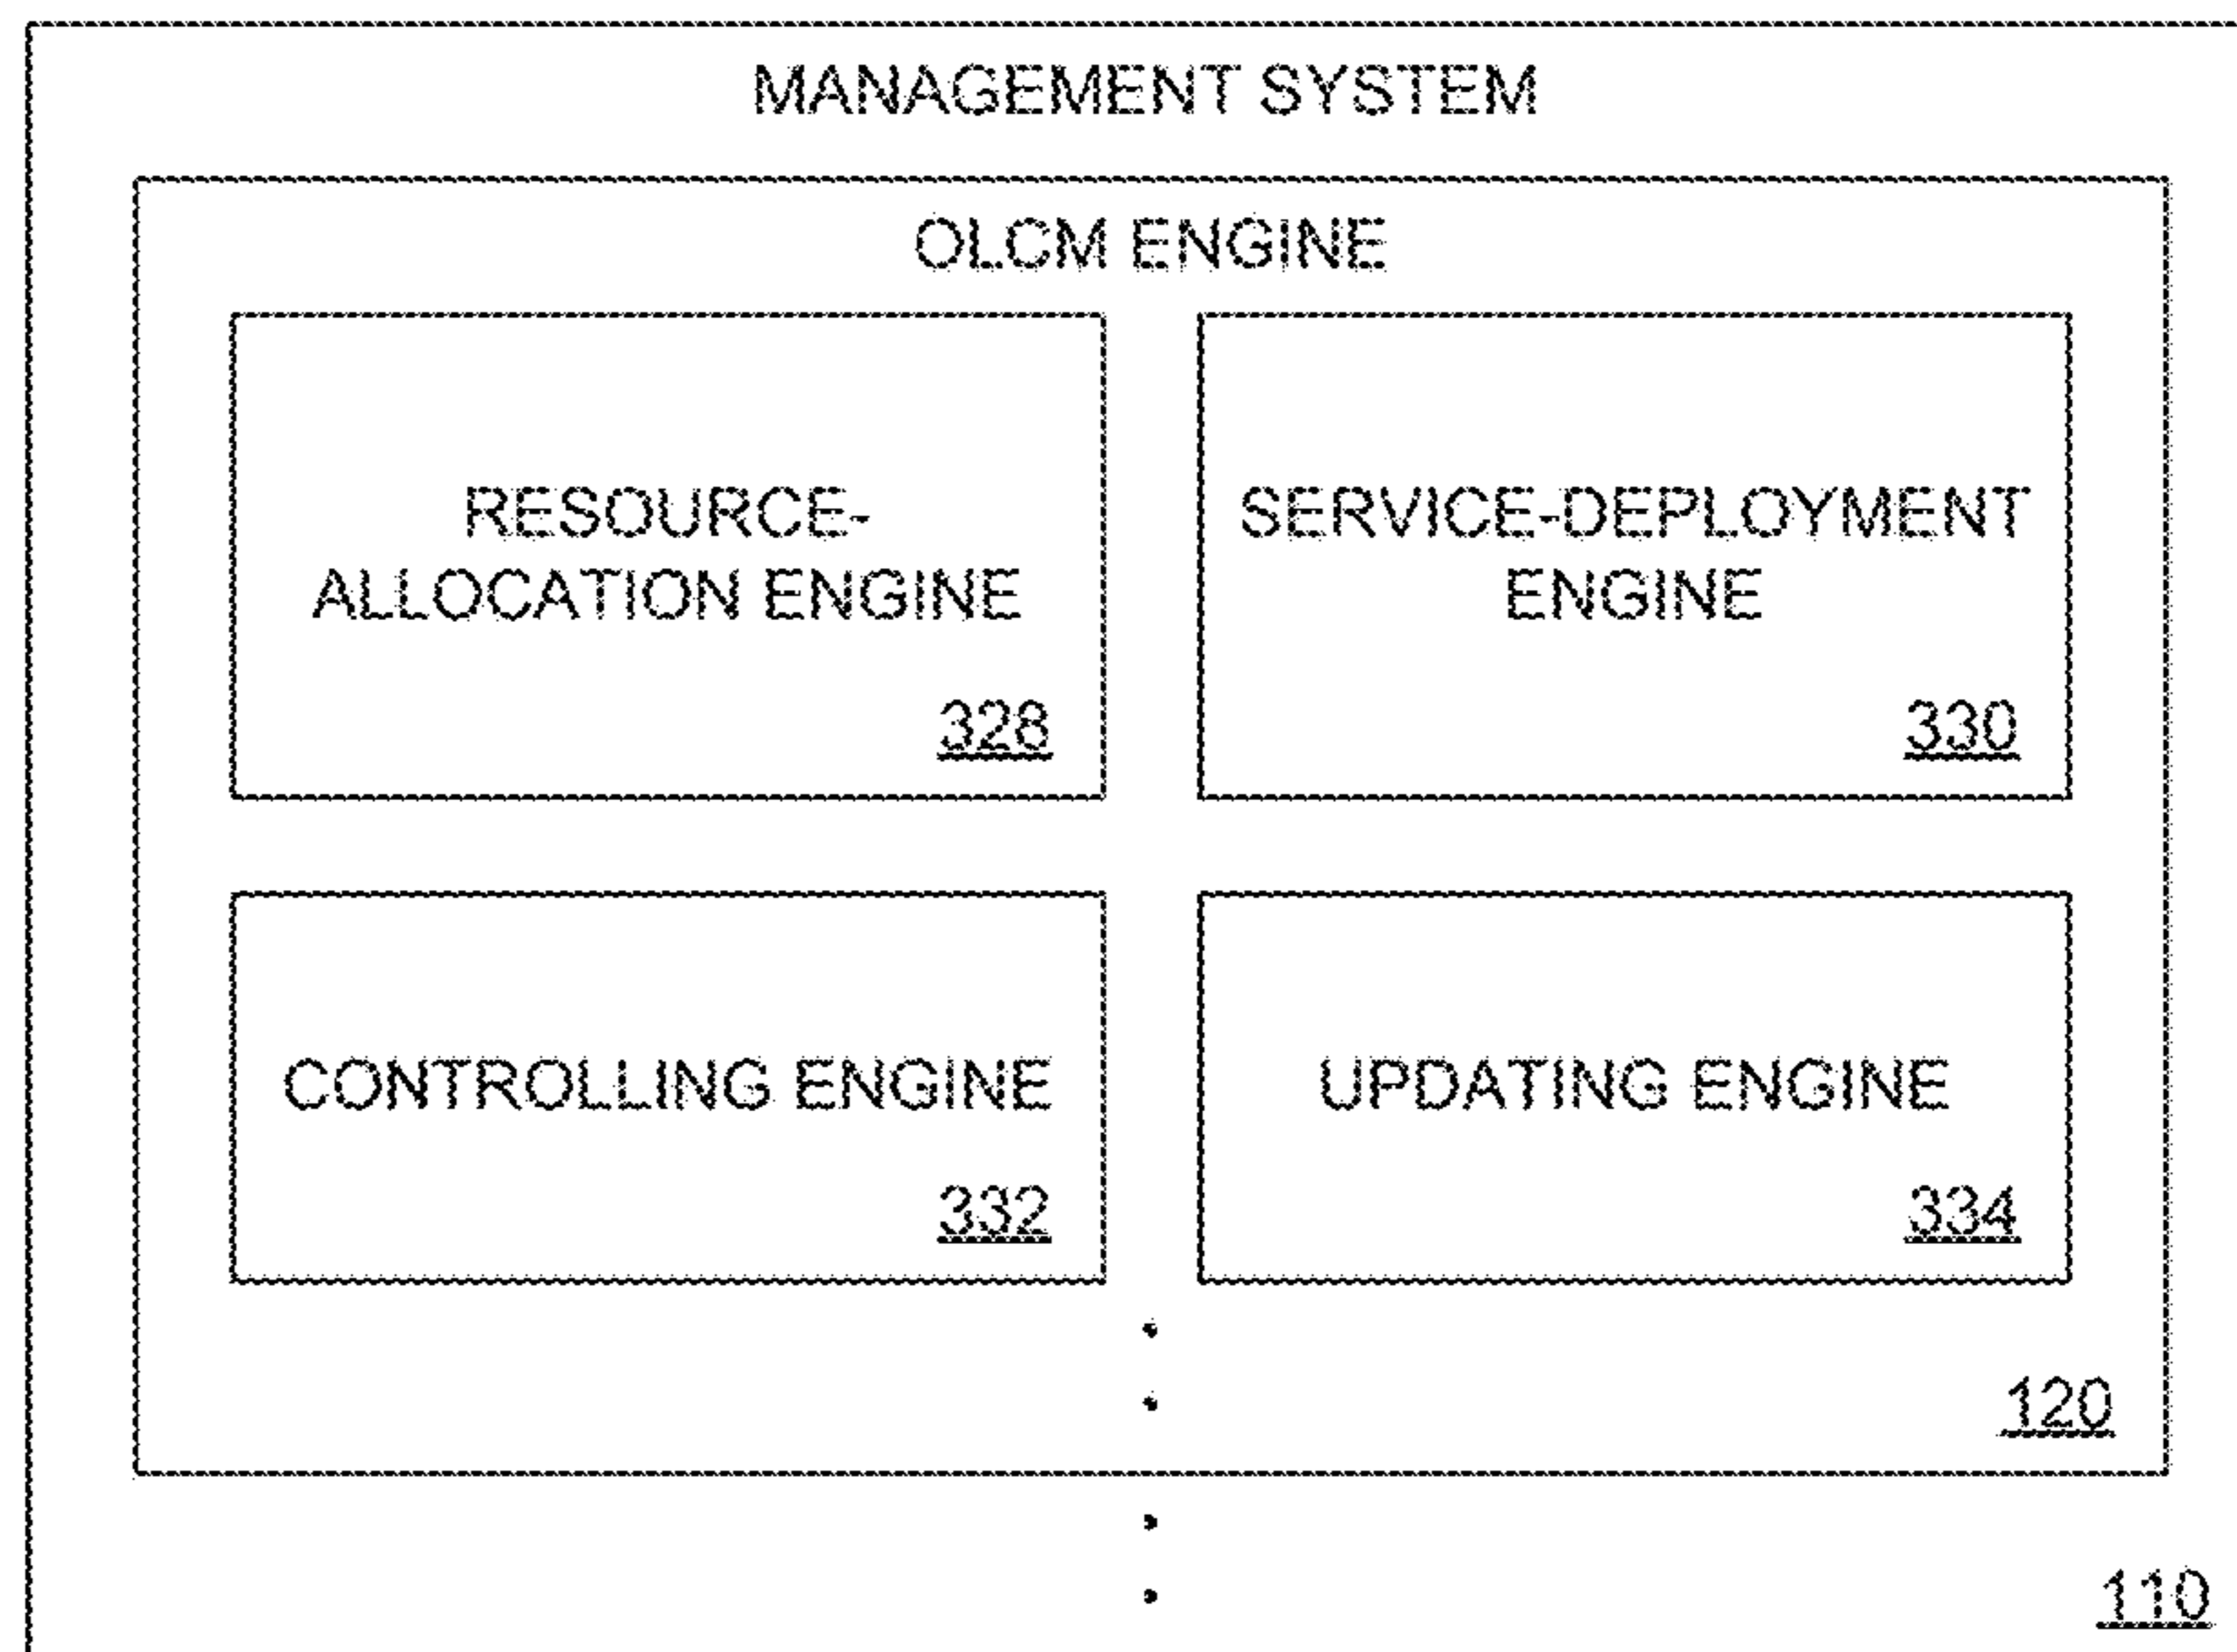 MANAGEMENT SYSTEM
OLCM ENGINE
RESOURCE-
ALLOCATION ENGINE
328
SERVICE-DEPLOYMENT
ENGINE
330
CONTROLLING ENGINE
332
UPDATING ENGINE
334
120
110